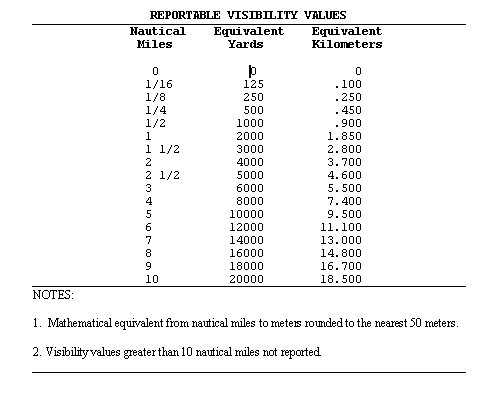 REPORTABLE VISIBILITY VALUES
Nautical Equivalent Equivalent
Miles Yards Kilometers
0 0 0
1/16 125 .100
1/8 250 .250
1/4 500 .450
1/2 1000 .900
1 2000 1.850
1 1/2 3000 2.800
2 4000 3.700
2 1/2 5000 4.600
3 6000 5.500
4 8000 7.400
5 10000 9.500
6 12000 11.100
7 14000 13.000
8 16000 14.800
9 18000 16.700
10 20000 18.500
NOTES:
1. Mathematical equivalent from nautical miles to meters rounded to the nearest 50 meters.
2. Visibility values greater than 10 nautical miles not reported.